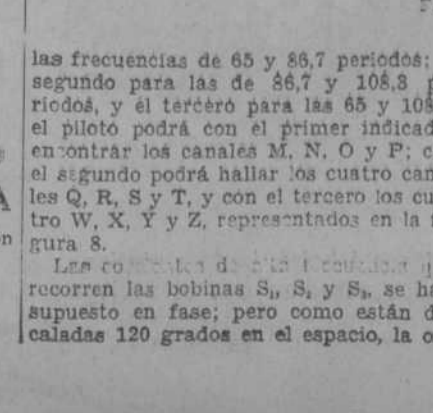 las frecuencias de 65 y 86,7 periodos;
segundo para las de 86,7 y 108,3 p
riodos, y él tercero para las 65 y 108
el piloto podrá con el primer indicad
encontrar los canales M, N, O y P; c
el segundo podrá hallar los cuatro can
les Q, R, S y T, y con el tercero los cu
tro W, X, Y y Z, representados en la f
gura 8.
Las de
recorren las bobinas S₁, S₂ y S₃, se ha
supuesto en fase; pero como están d
caladas 120 grados en el espacio, la o